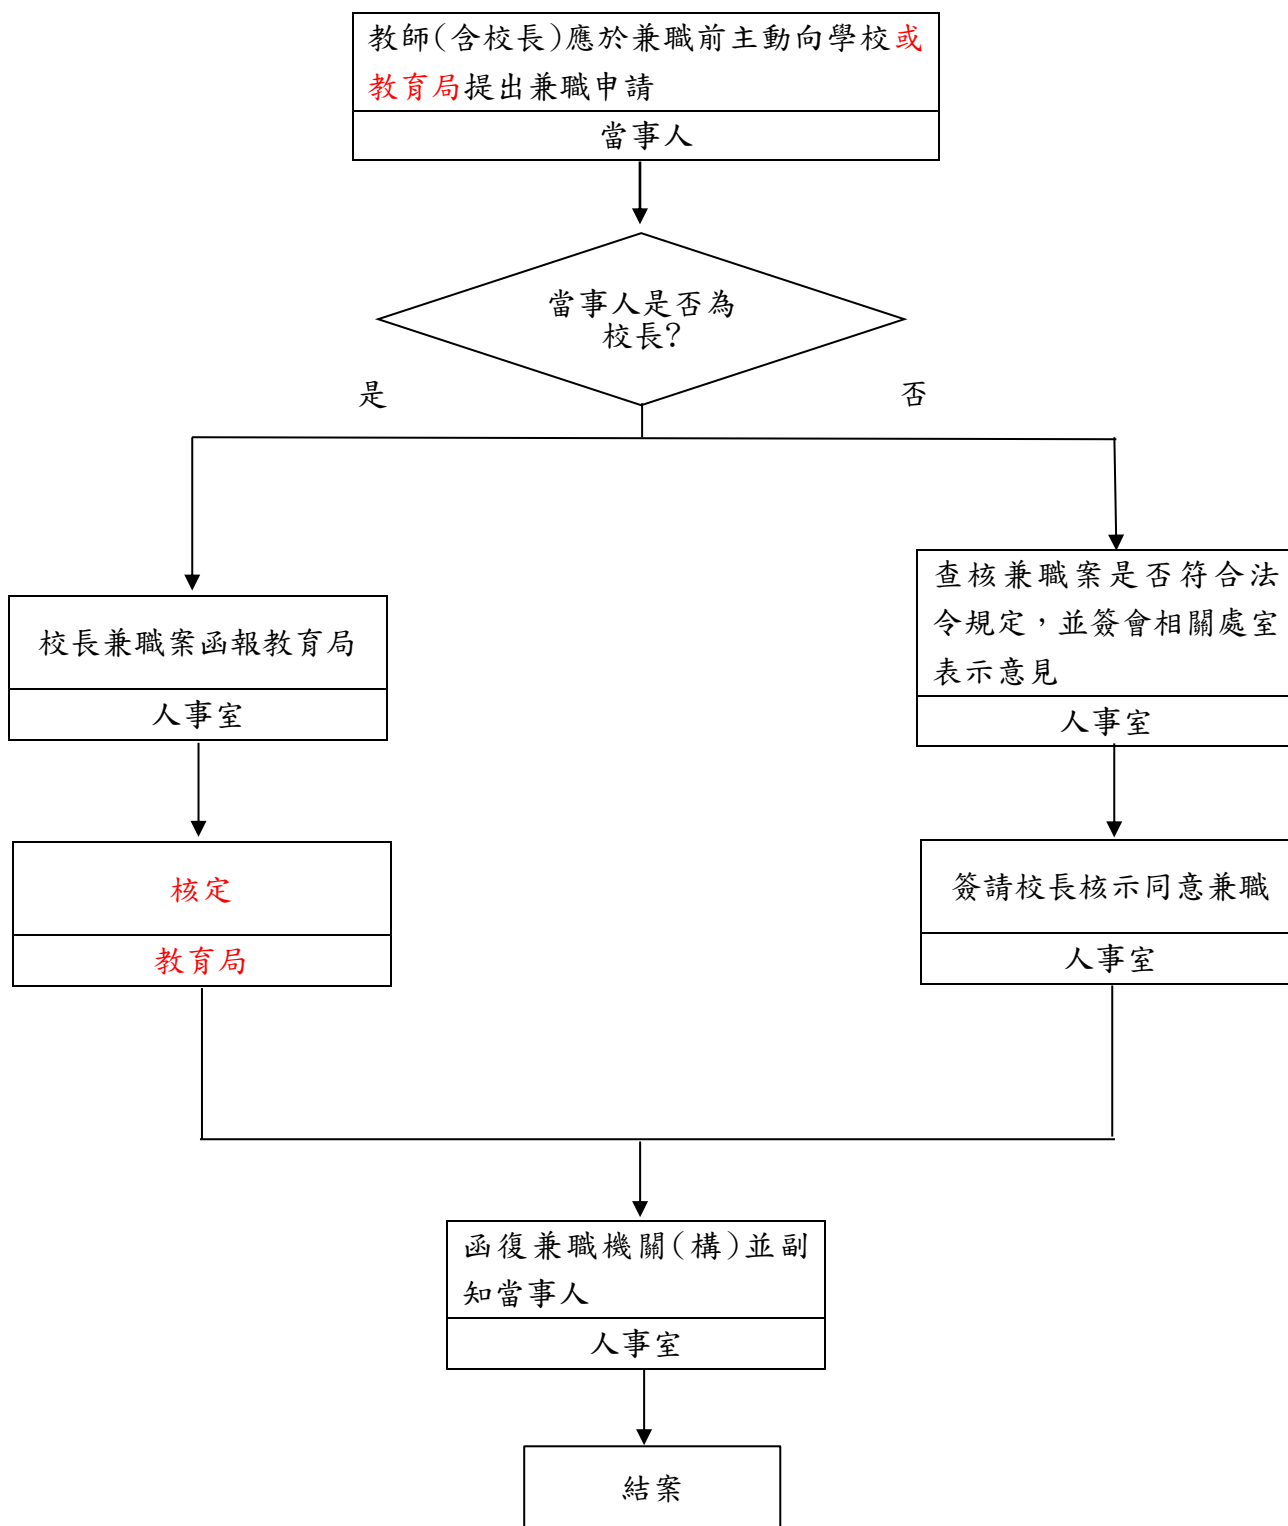 教師(含校長)應於兼職前主動向學校或
教育局提出兼職申請
當事人
當事人是否為
校長?
是
否
校長兼職案函報教育局
人事室
核定
教育局
查核兼職案是否符合法
令規定，並簽會相關處室
表示意見
人事室
簽請校長核示同意兼職
人事室
函復兼職機關(構)並副
知當事人
人事室
結案